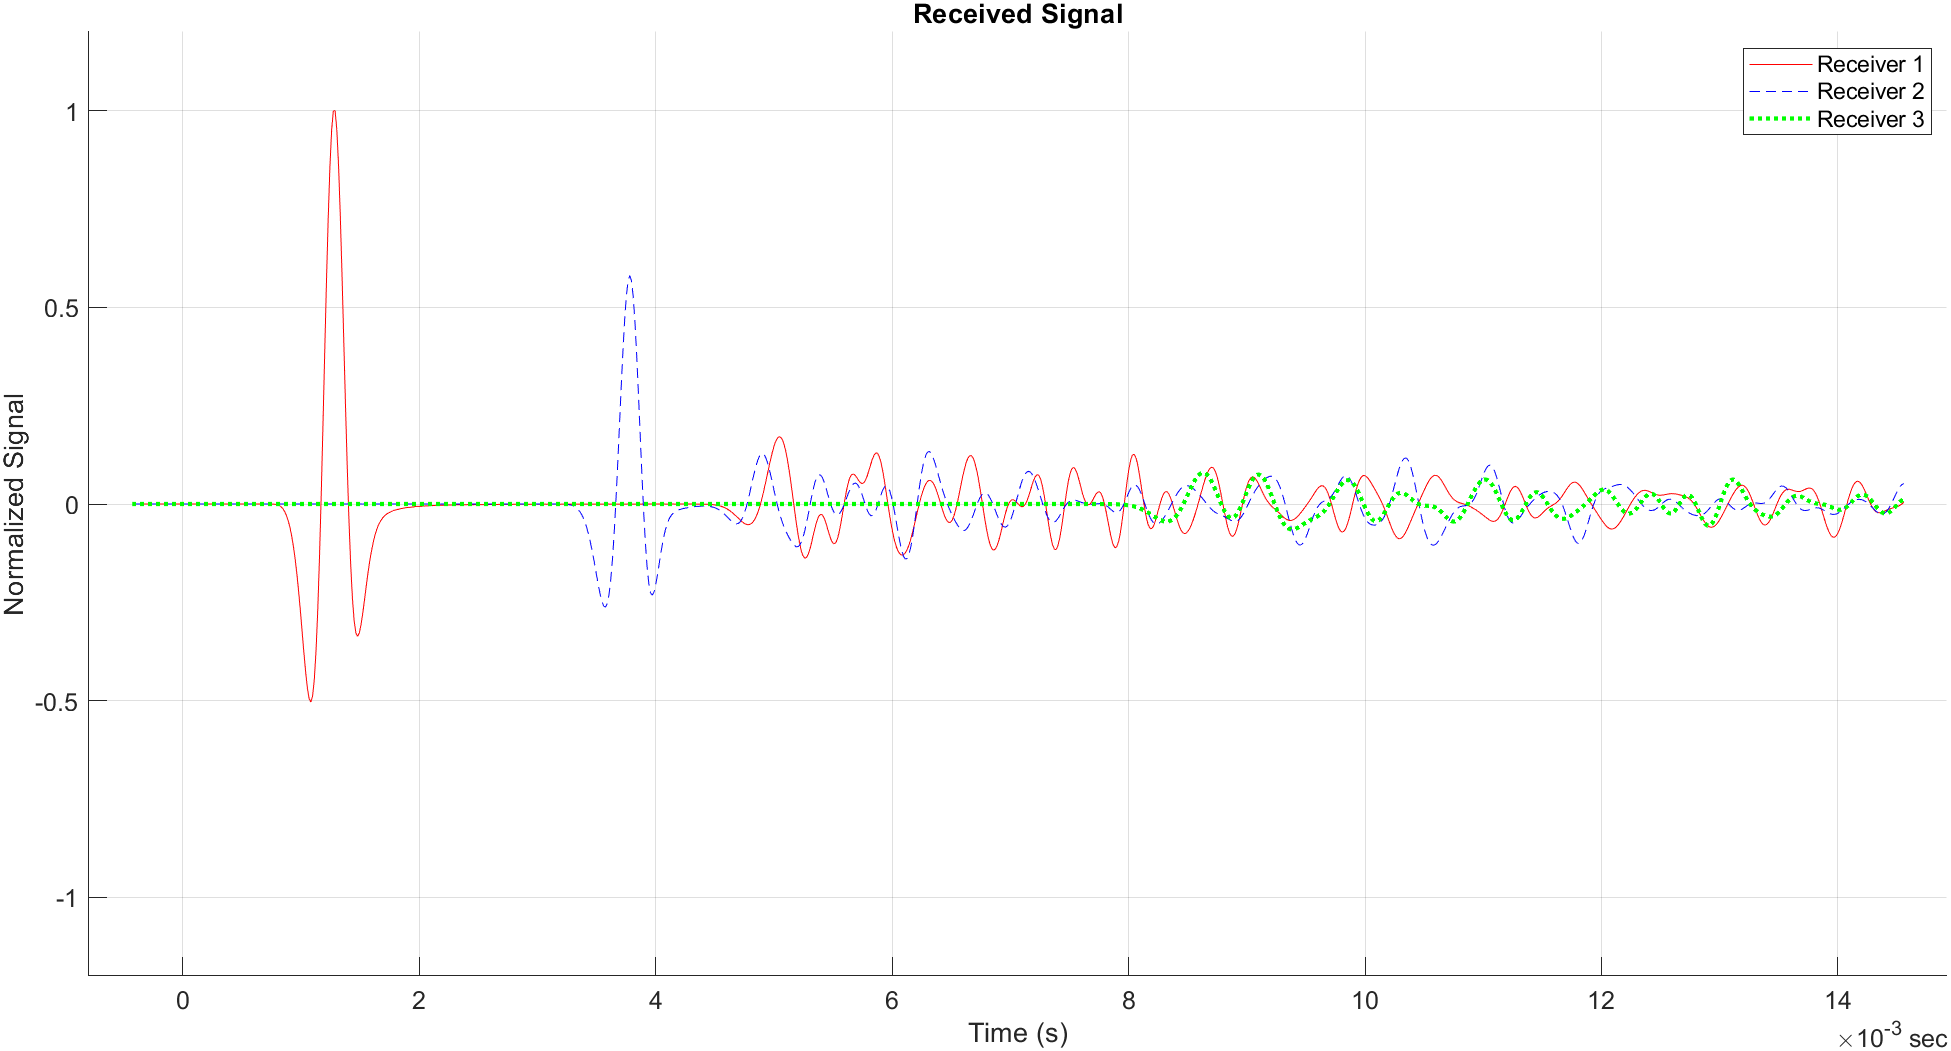 Received Signal
Receiver 1
Receiver 2
Receiver 3
Normalized Signal
1
0.5
0
-0.5
-1
0 2 4 6 8 10 12 14
Time (s)
×10⁻³ sec